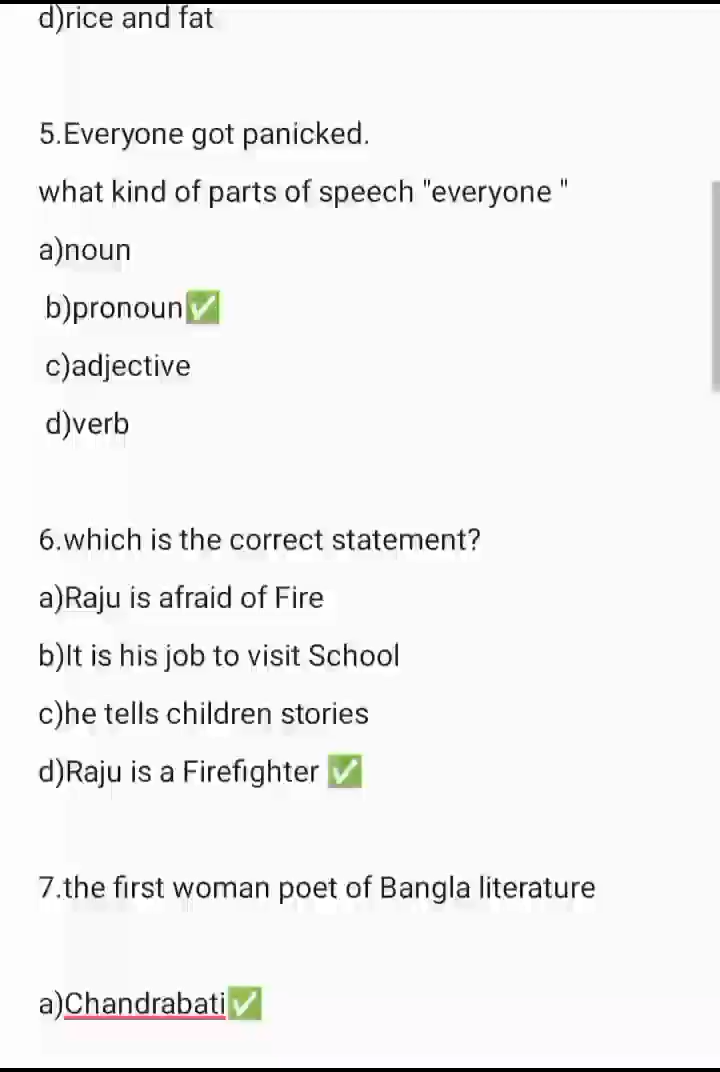 d)rice and fat
5.Everyone got panicked.
what kind of parts of speech "everyone "
a)noun
b)pronoun✅
c)adjective
d)verb
6.which is the correct statement?
a)Raju is afraid of Fire
b)It is his job to visit School
c)he tells children stories
d)Raju is a Firefighter ✅
7.the first woman poet of Bangla literature
a)Chandrabati✅